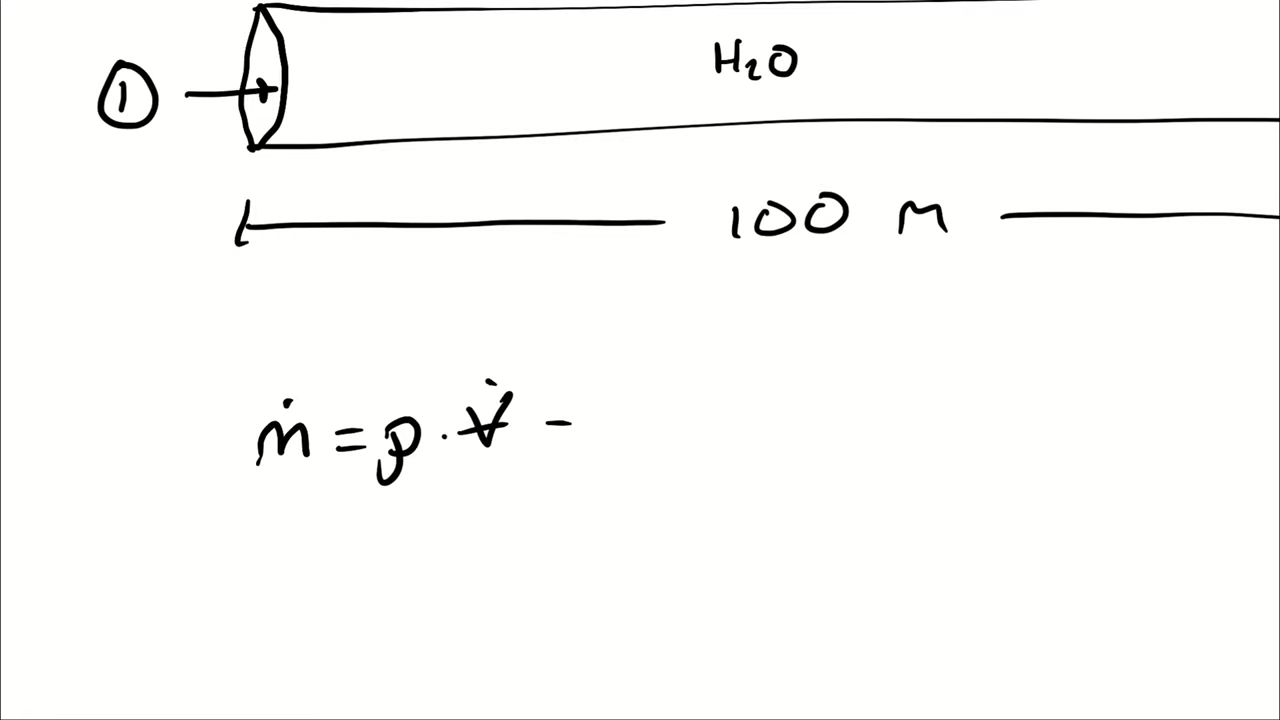 ① H₂O
100 M
ṁ = ρ · V̶̇ -